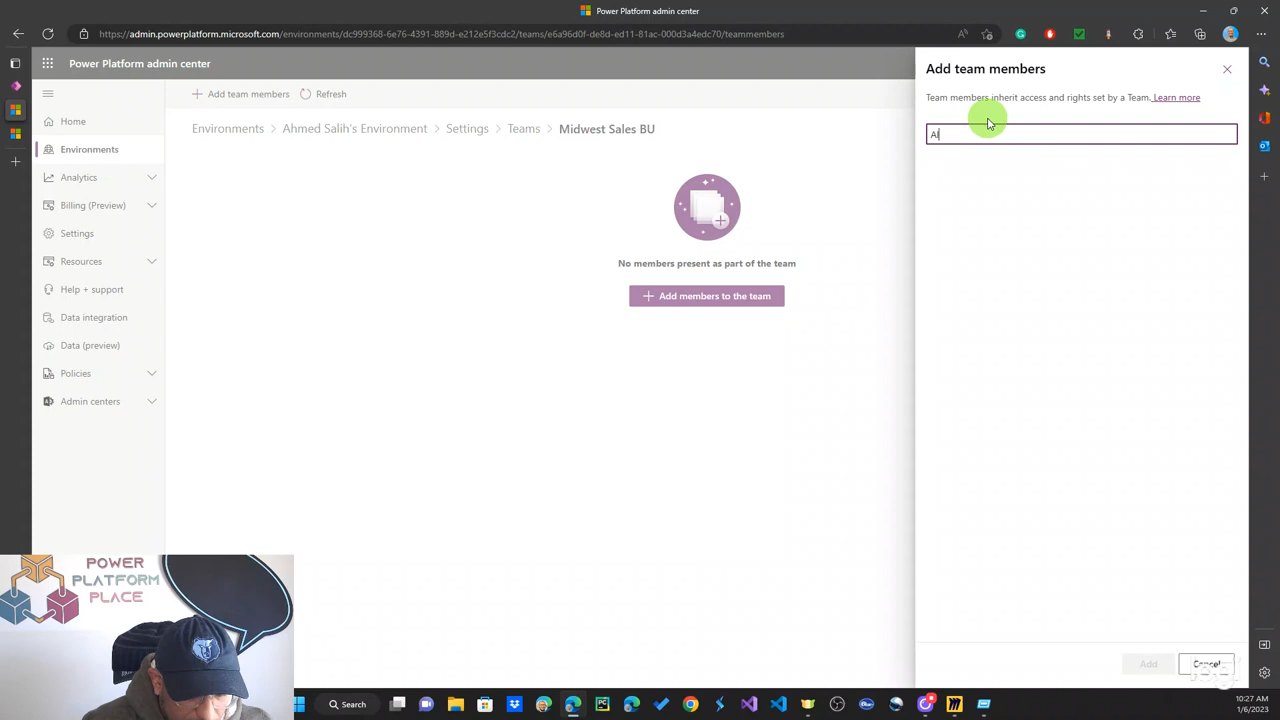 Power Platform admin center
https://admin.powerplatform.microsoft.com/environments/dc999368-6e76-4391-889d-e212e5f3cdc2/teams/e6a96d0f-de8d-ed11-81ac-000d3a4edc70/teammembers
Power Platform admin center
Add team members
Refresh
Home
Environments
Analytics
Billing (Preview)
Settings
Resources
Help + support
Data integration
Data (preview)
Policies
Admin centers
Environments > Ahmed Salih's Environment > Settings > Teams > Midwest Sales BU
No members present as part of the team
Add members to the team
Add team members
Team members inherit access and rights set by a Team. Learn more
Al
Add
Cancel
POWER
PLATFORM
PLACE
Search
10:27 AM
1/6/2023